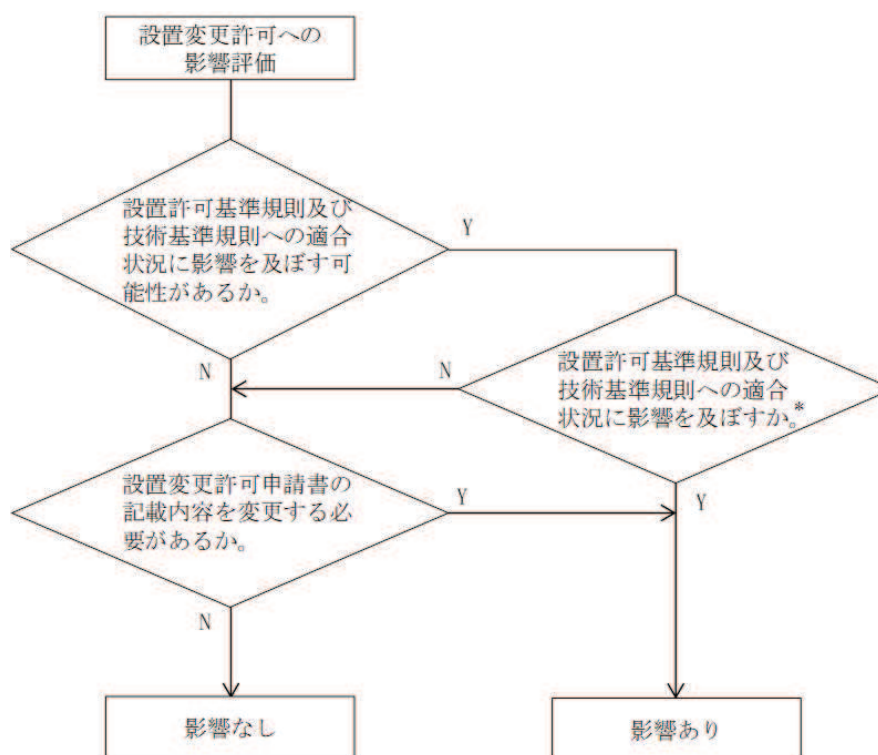 設置変更許可への
影響評価
設置許可基準規則及び
技術基準規則への適合
状況に影響を及ぼす可
能性があるか。
Y
N
N
設置許可基準規則及び
技術基準規則への適合
状況に影響を及ぼすか。*
設置変更許可申請書の
記載内容を変更する必
要があるか。
Y
Y
N
影響なし
影響あり